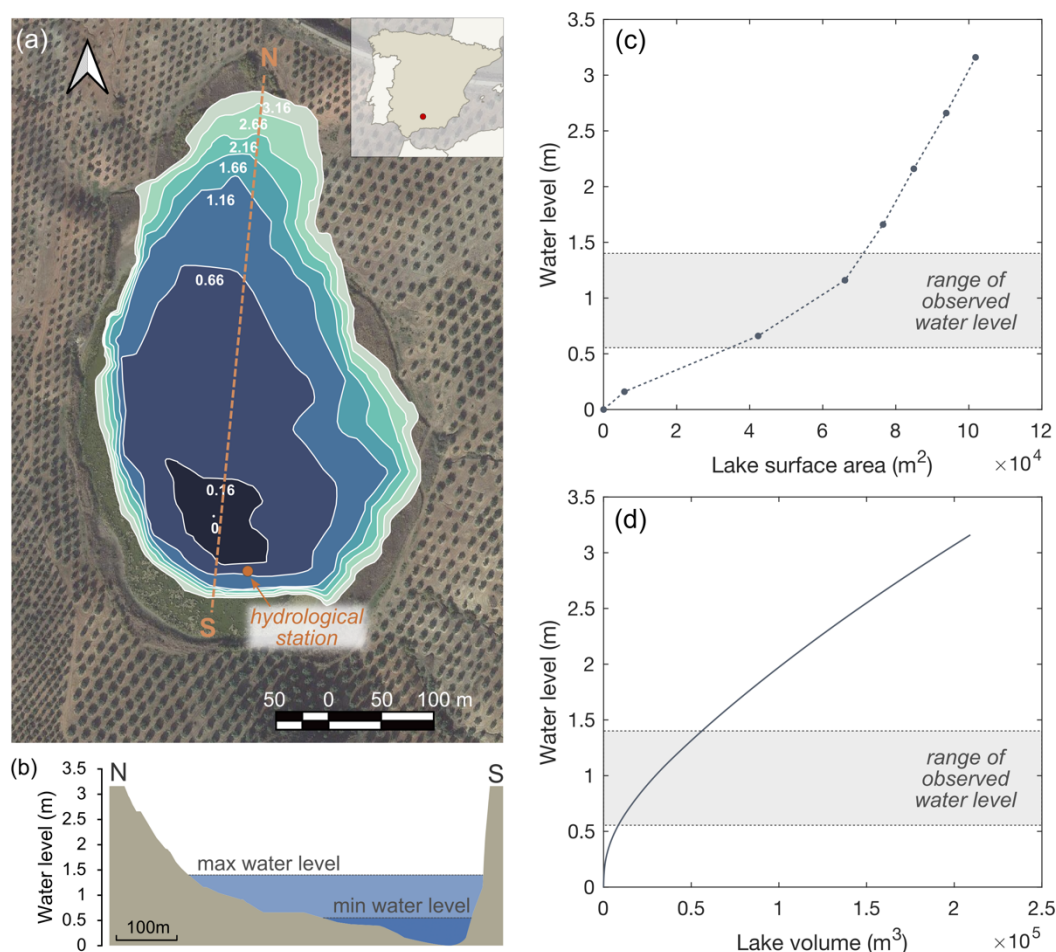 (a)
N
3.16
2.66
2.16
1.66
1.16
0.66
0.16
0
S
hydrological
station
50 0 50 100 m
(b)
N
S
3.5
3
2.5
2
1.5
1
0.5
0
Water level (m)
max water level
min water level
100m
(c)
3.5
3
2.5
2
1.5
1
0.5
0
Water level (m)
range of
observed
water level
0 2 4 6 8 10 12
Lake surface area (m²)
×10⁴
(d)
3.5
3
2.5
2
1.5
1
0.5
0
Water level (m)
range of
observed
water level
0 0.5 1 1.5 2 2.5
Lake volume (m³)
×10⁵